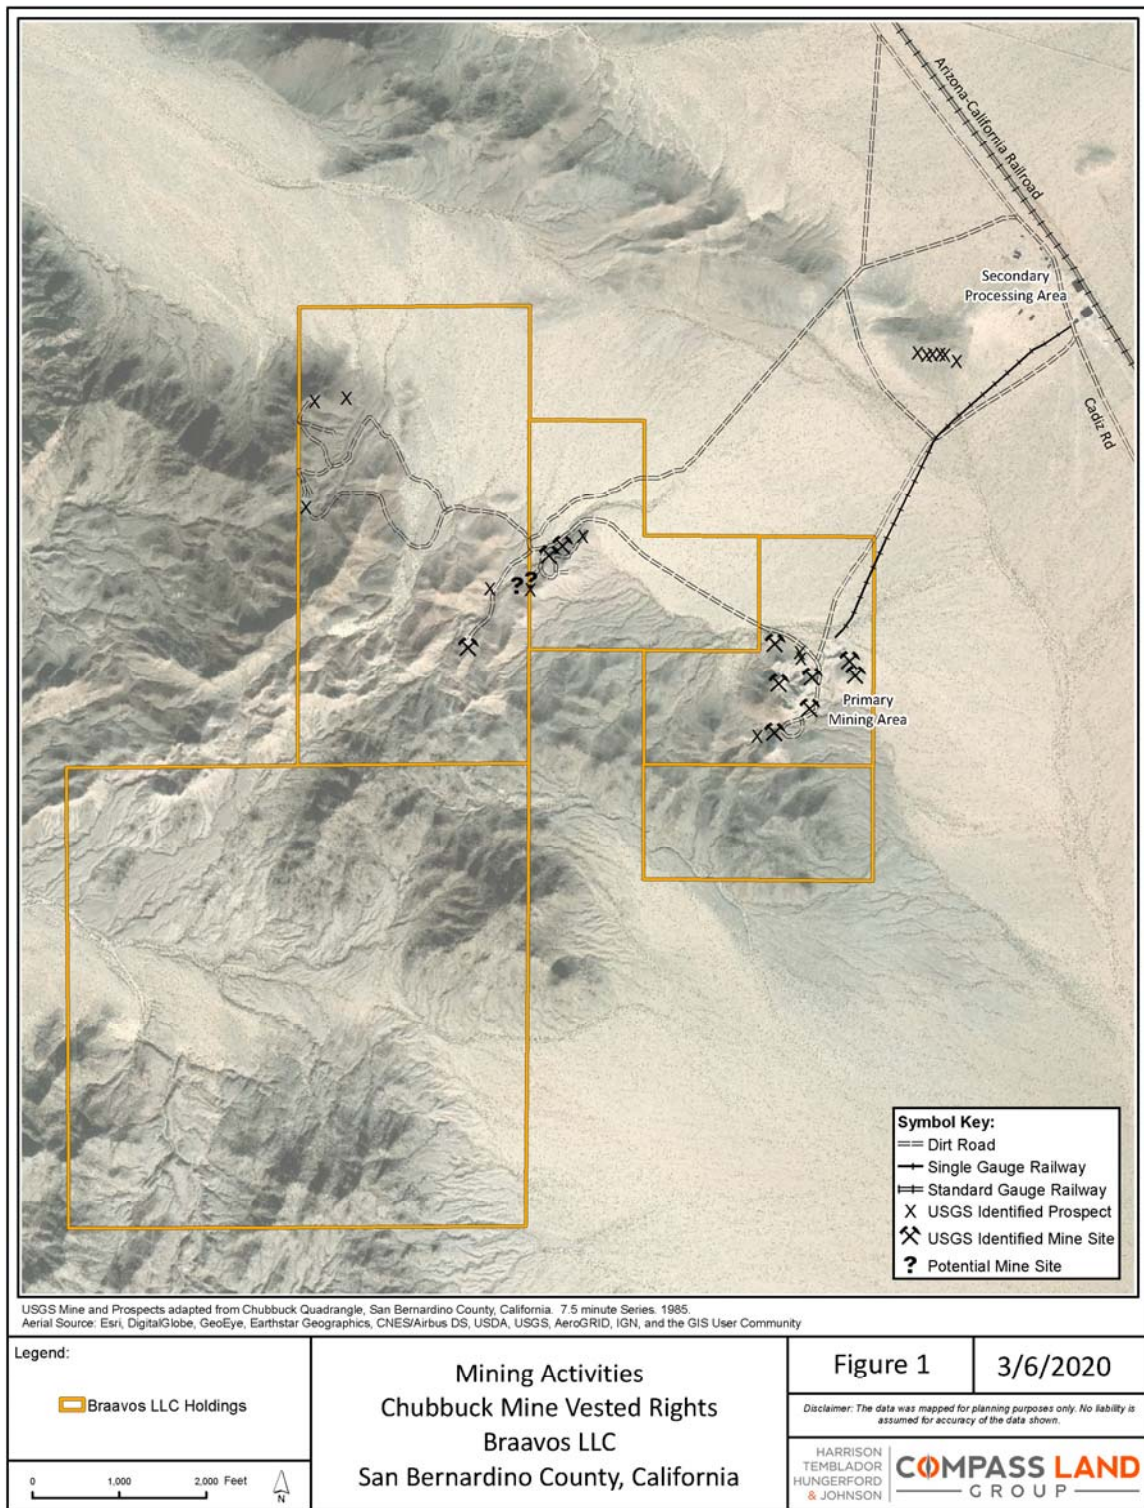 Arizona-California Railroad
Secondary
Processing Area
Cadiz Rd
Primary
Mining Area
Symbol Key:
Dirt Road
Single Gauge Railway
Standard Gauge Railway
X USGS Identified Prospect
USGS Identified Mine Site
? Potential Mine Site
USGS Mine and Prospects adapted from Chubbuck Quadrangle, San Bernardino County, California. 7.5 minute Series. 1985.
Aerial Source: Esri, DigitalGlobe, GeoEye, Earthstar Geographics, CNES/Airbus DS, USDA, USGS, AeroGRID, IGN, and the GIS User Community
Legend:
Braavos LLC Holdings
0 1,000 2,000 Feet
N
Mining Activities
Chubbuck Mine Vested Rights
Braavos LLC
San Bernardino County, California
Figure 1
3/6/2020
Disclaimer: The data was mapped for planning purposes only. No liability is
assumed for accuracy of the data shown.
HARRISON
TEMBLADOR
HUNGERFORD
& JOHNSON
COMPASS LAND
GROUP